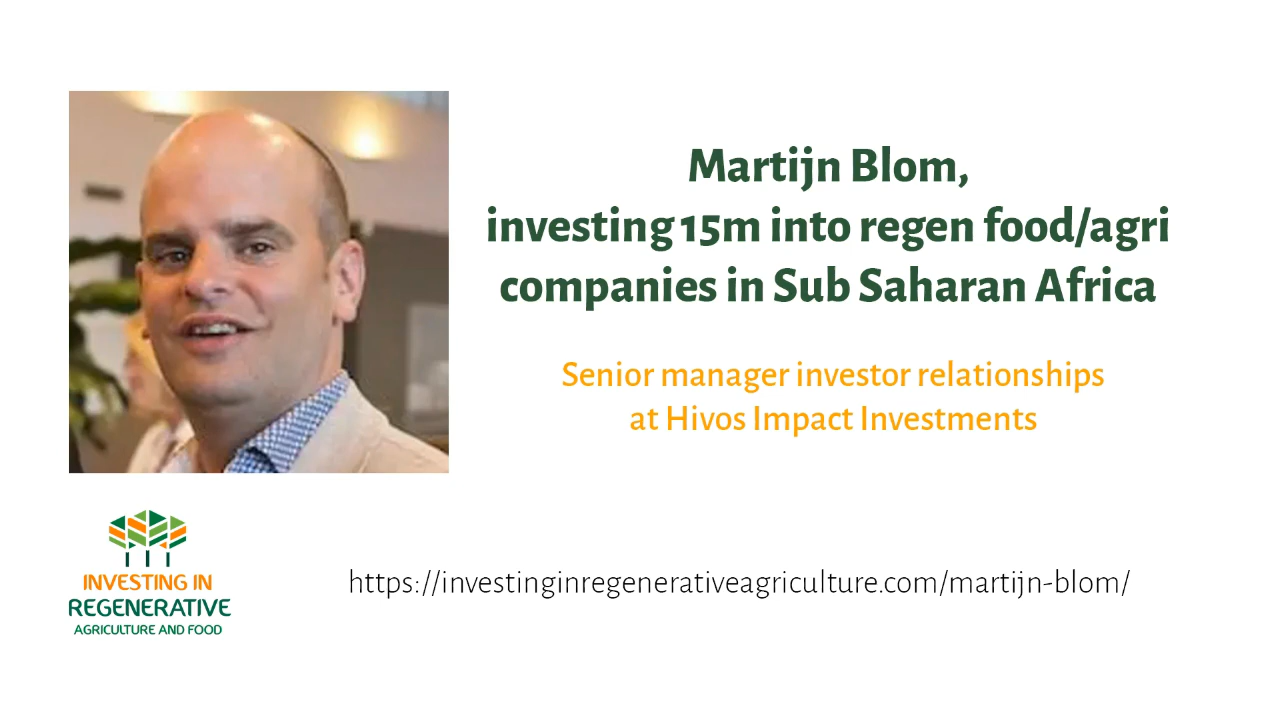 Martijn Blom,
investing 15m into regen food/agri
companies in Sub Saharan Africa
Senior manager investor relationships
at Hivos Impact Investments
INVESTING IN
REGENERATIVE
AGRICULTURE AND FOOD
https://investinginregenerativeagriculture.com/martijn-blom/